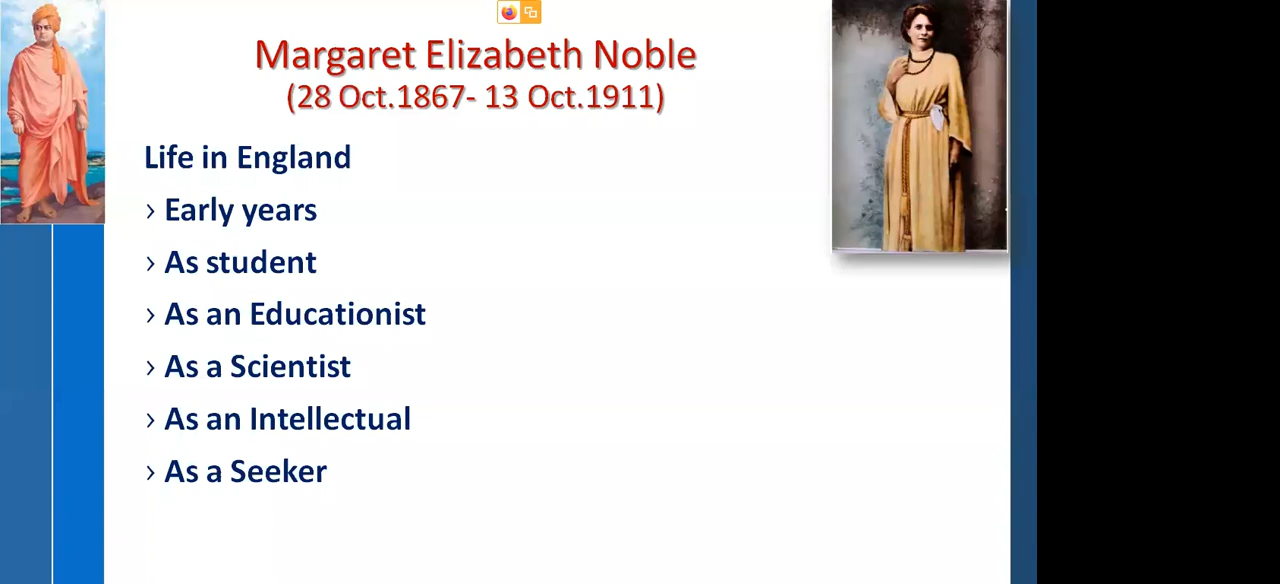 Margaret Elizabeth Noble
(28 Oct.1867- 13 Oct.1911)
Life in England
› Early years
› As student
› As an Educationist
› As a Scientist
› As an Intellectual
› As a Seeker